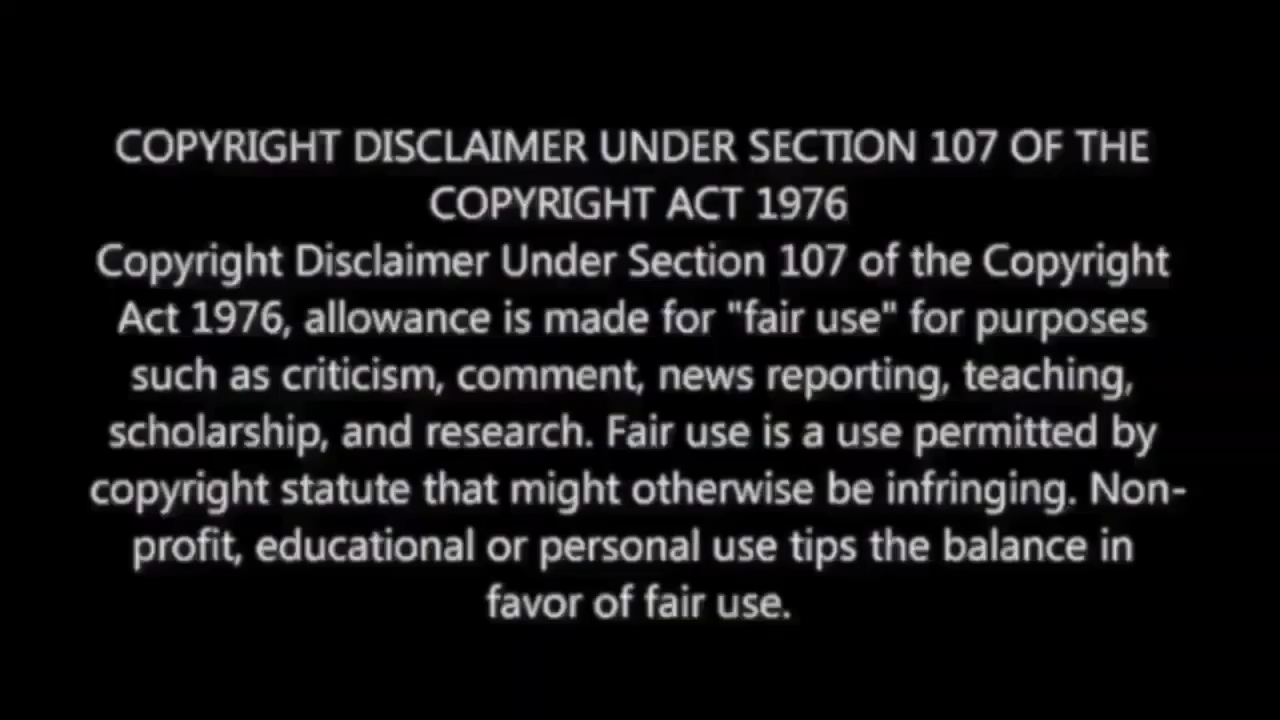 COPYRIGHT DISCLAIMER UNDER SECTION 107 OF THE
COPYRIGHT ACT 1976
Copyright Disclaimer Under Section 107 of the Copyright
Act 1976, allowance is made for "fair use" for purposes
such as criticism, comment, news reporting, teaching,
scholarship, and research. Fair use is a use permitted by
copyright statute that might otherwise be infringing. Non-
profit, educational or personal use tips the balance in
favor of fair use.